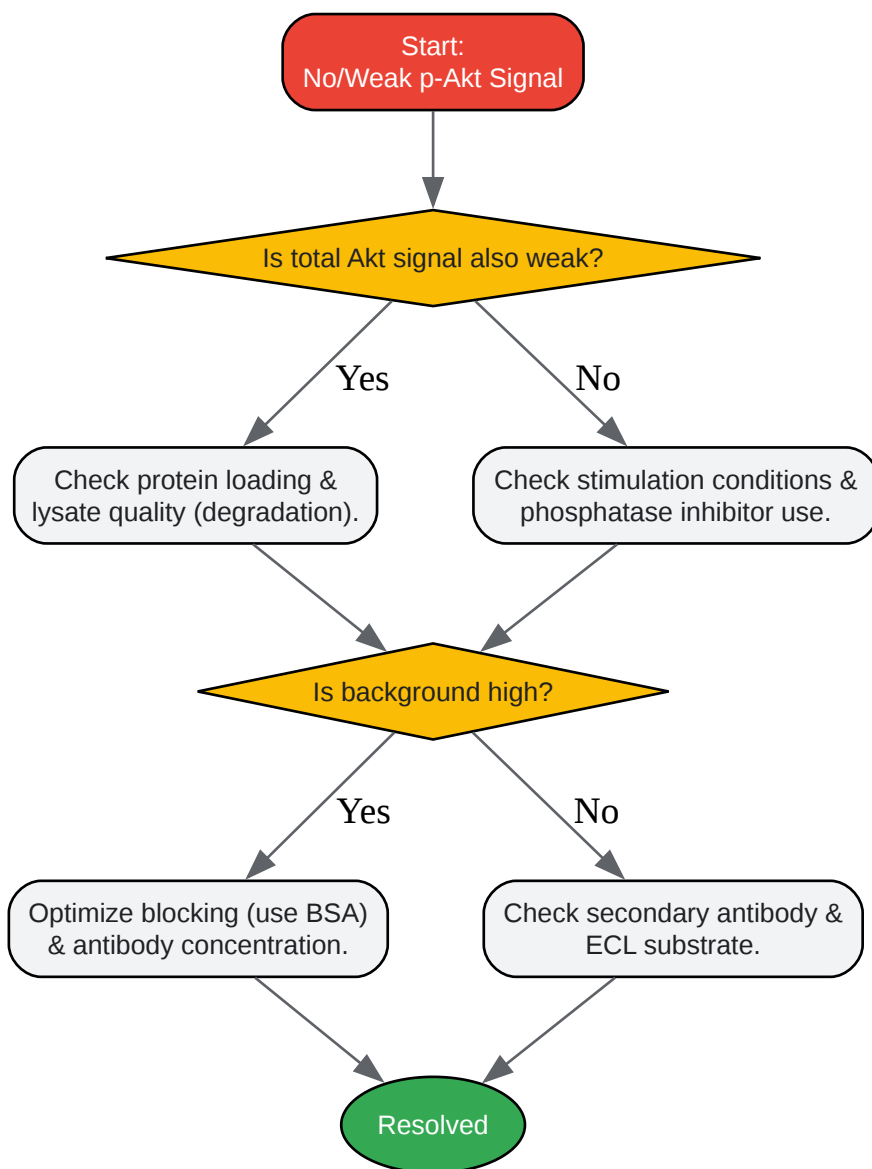 Start:
No/Weak p-Akt Signal
Is total Akt signal also weak?
Yes
No
Check protein loading &
lysate quality (degradation).
Check stimulation conditions &
phosphatase inhibitor use.
Is background high?
Yes
No
Optimize blocking (use BSA)
& antibody concentration.
Check secondary antibody &
ECL substrate.
Resolved